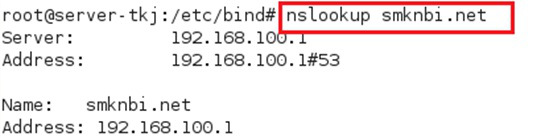 root@server-tkj:/etc/bind# nslookup smknbi.net
Server: 192.168.100.1
Address: 192.168.100.1#53
Name: smknbi.net
Address: 192.168.100.1